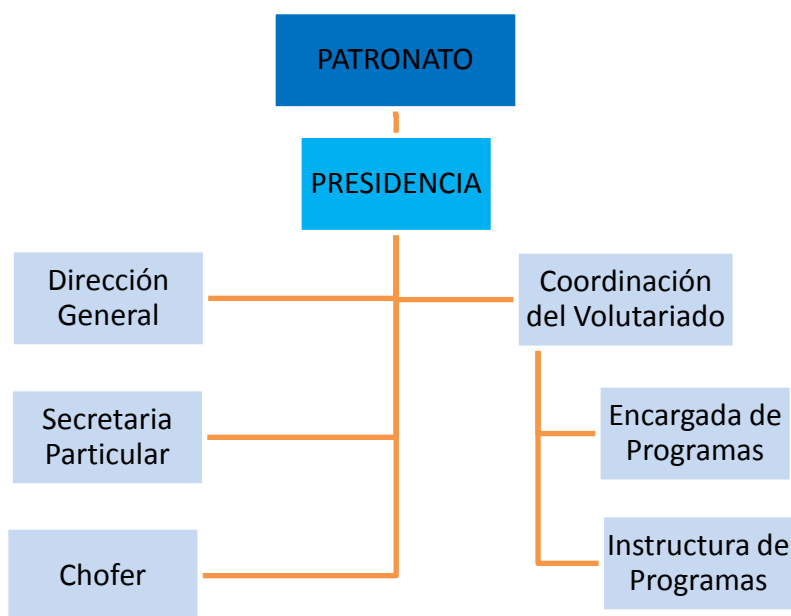 PATRONATO
PRESIDENCIA
Dirección
General
Coordinación
del Volutariado
Secretaria
Particular
Encargada de
Programas
Chofer
Instructura de
Programas